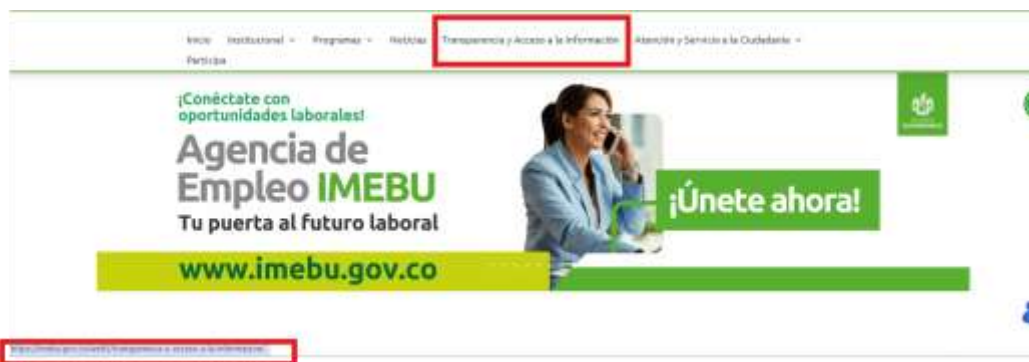 Inicio Institucional Programas Noticias Transparencia y Acceso a la Información Atención y Servicio a la Ciudadanía
Participa
¡Conéctate con
oportunidades laborales!
Agencia de
Empleo IMEBU
Tu puerta al futuro laboral
¡Únete ahora!
www.imebu.gov.co